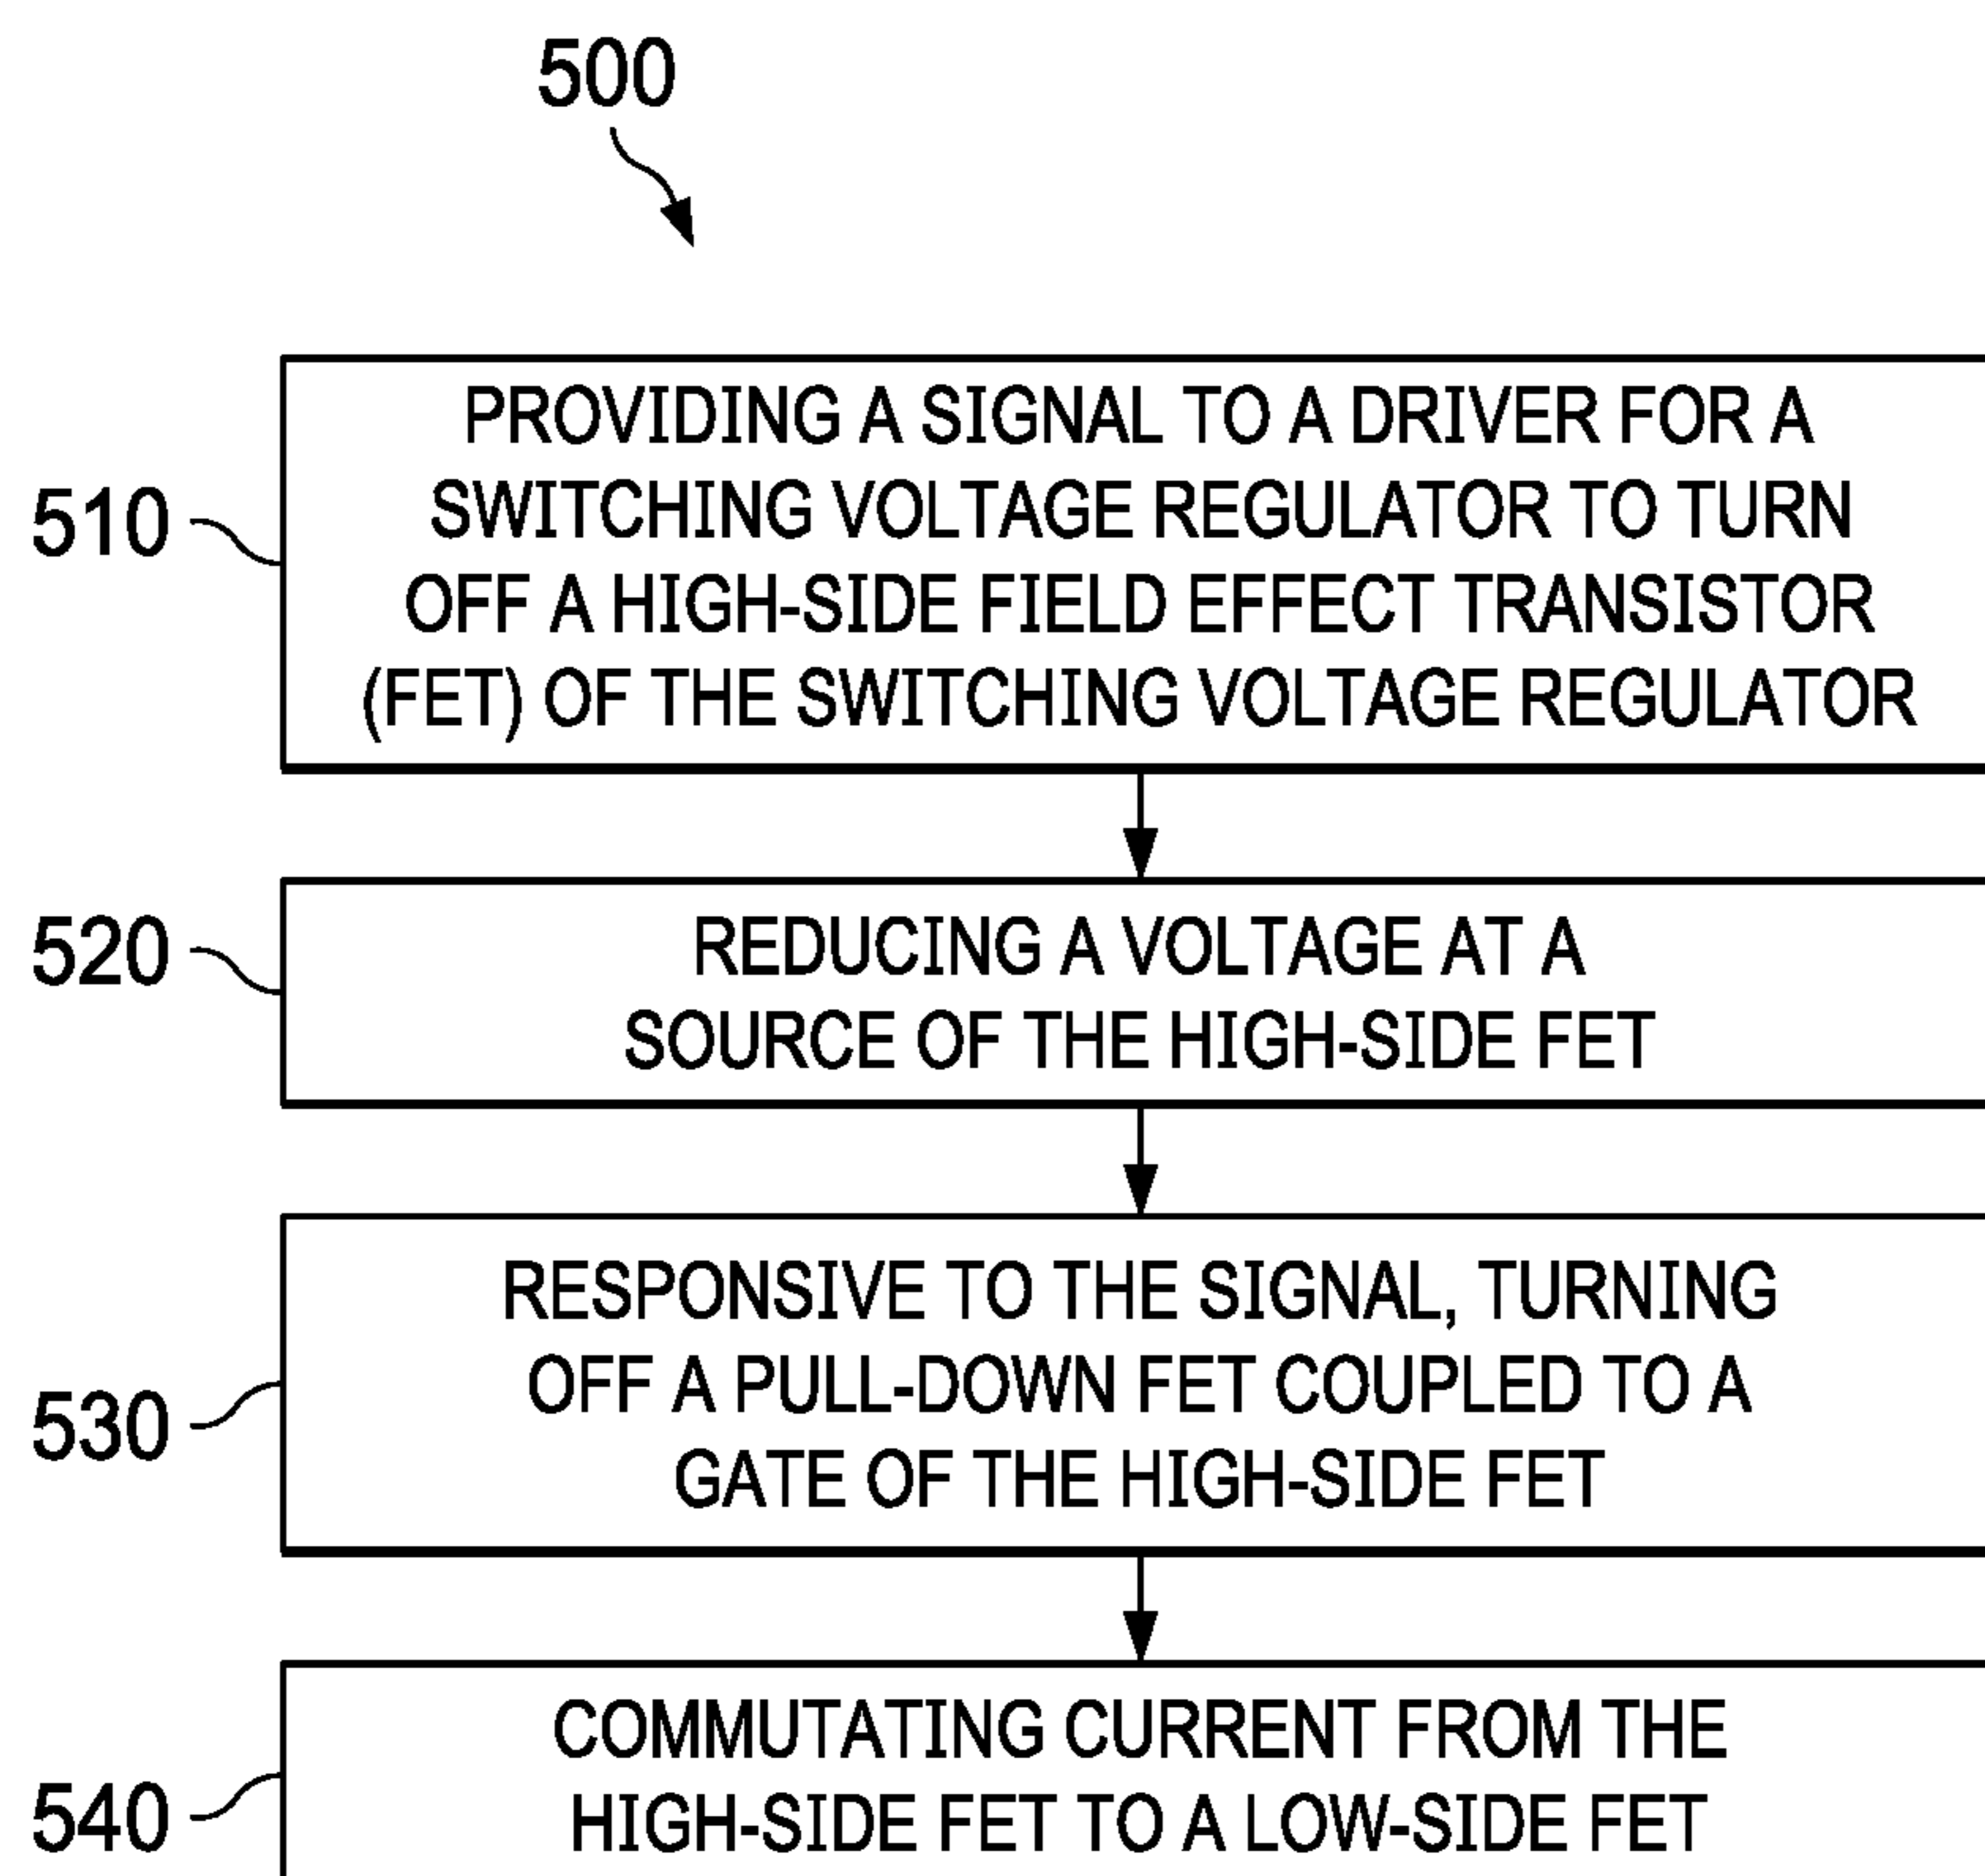 500
510
PROVIDING A SIGNAL TO A DRIVER FOR A
SWITCHING VOLTAGE REGULATOR TO TURN
OFF A HIGH-SIDE FIELD EFFECT TRANSISTOR
(FET) OF THE SWITCHING VOLTAGE REGULATOR
520
REDUCING A VOLTAGE AT A
SOURCE OF THE HIGH-SIDE FET
530
RESPONSIVE TO THE SIGNAL, TURNING
OFF A PULL-DOWN FET COUPLED TO A
GATE OF THE HIGH-SIDE FET
540
COMMUTATING CURRENT FROM THE
HIGH-SIDE FET TO A LOW-SIDE FET